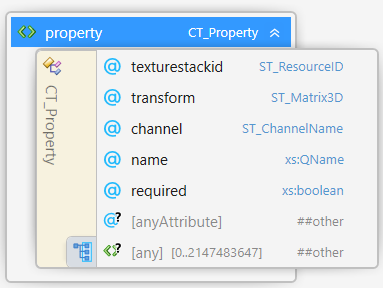 property CT_Property
CT_Property
@ texturestackid ST_ResourceID
@ transform ST_Matrix3D
@ channel ST_ChannelName
@ name xs:QName
@ required xs:boolean
@? [anyAttribute] ##other
<>? [any] [0..2147483647] ##other